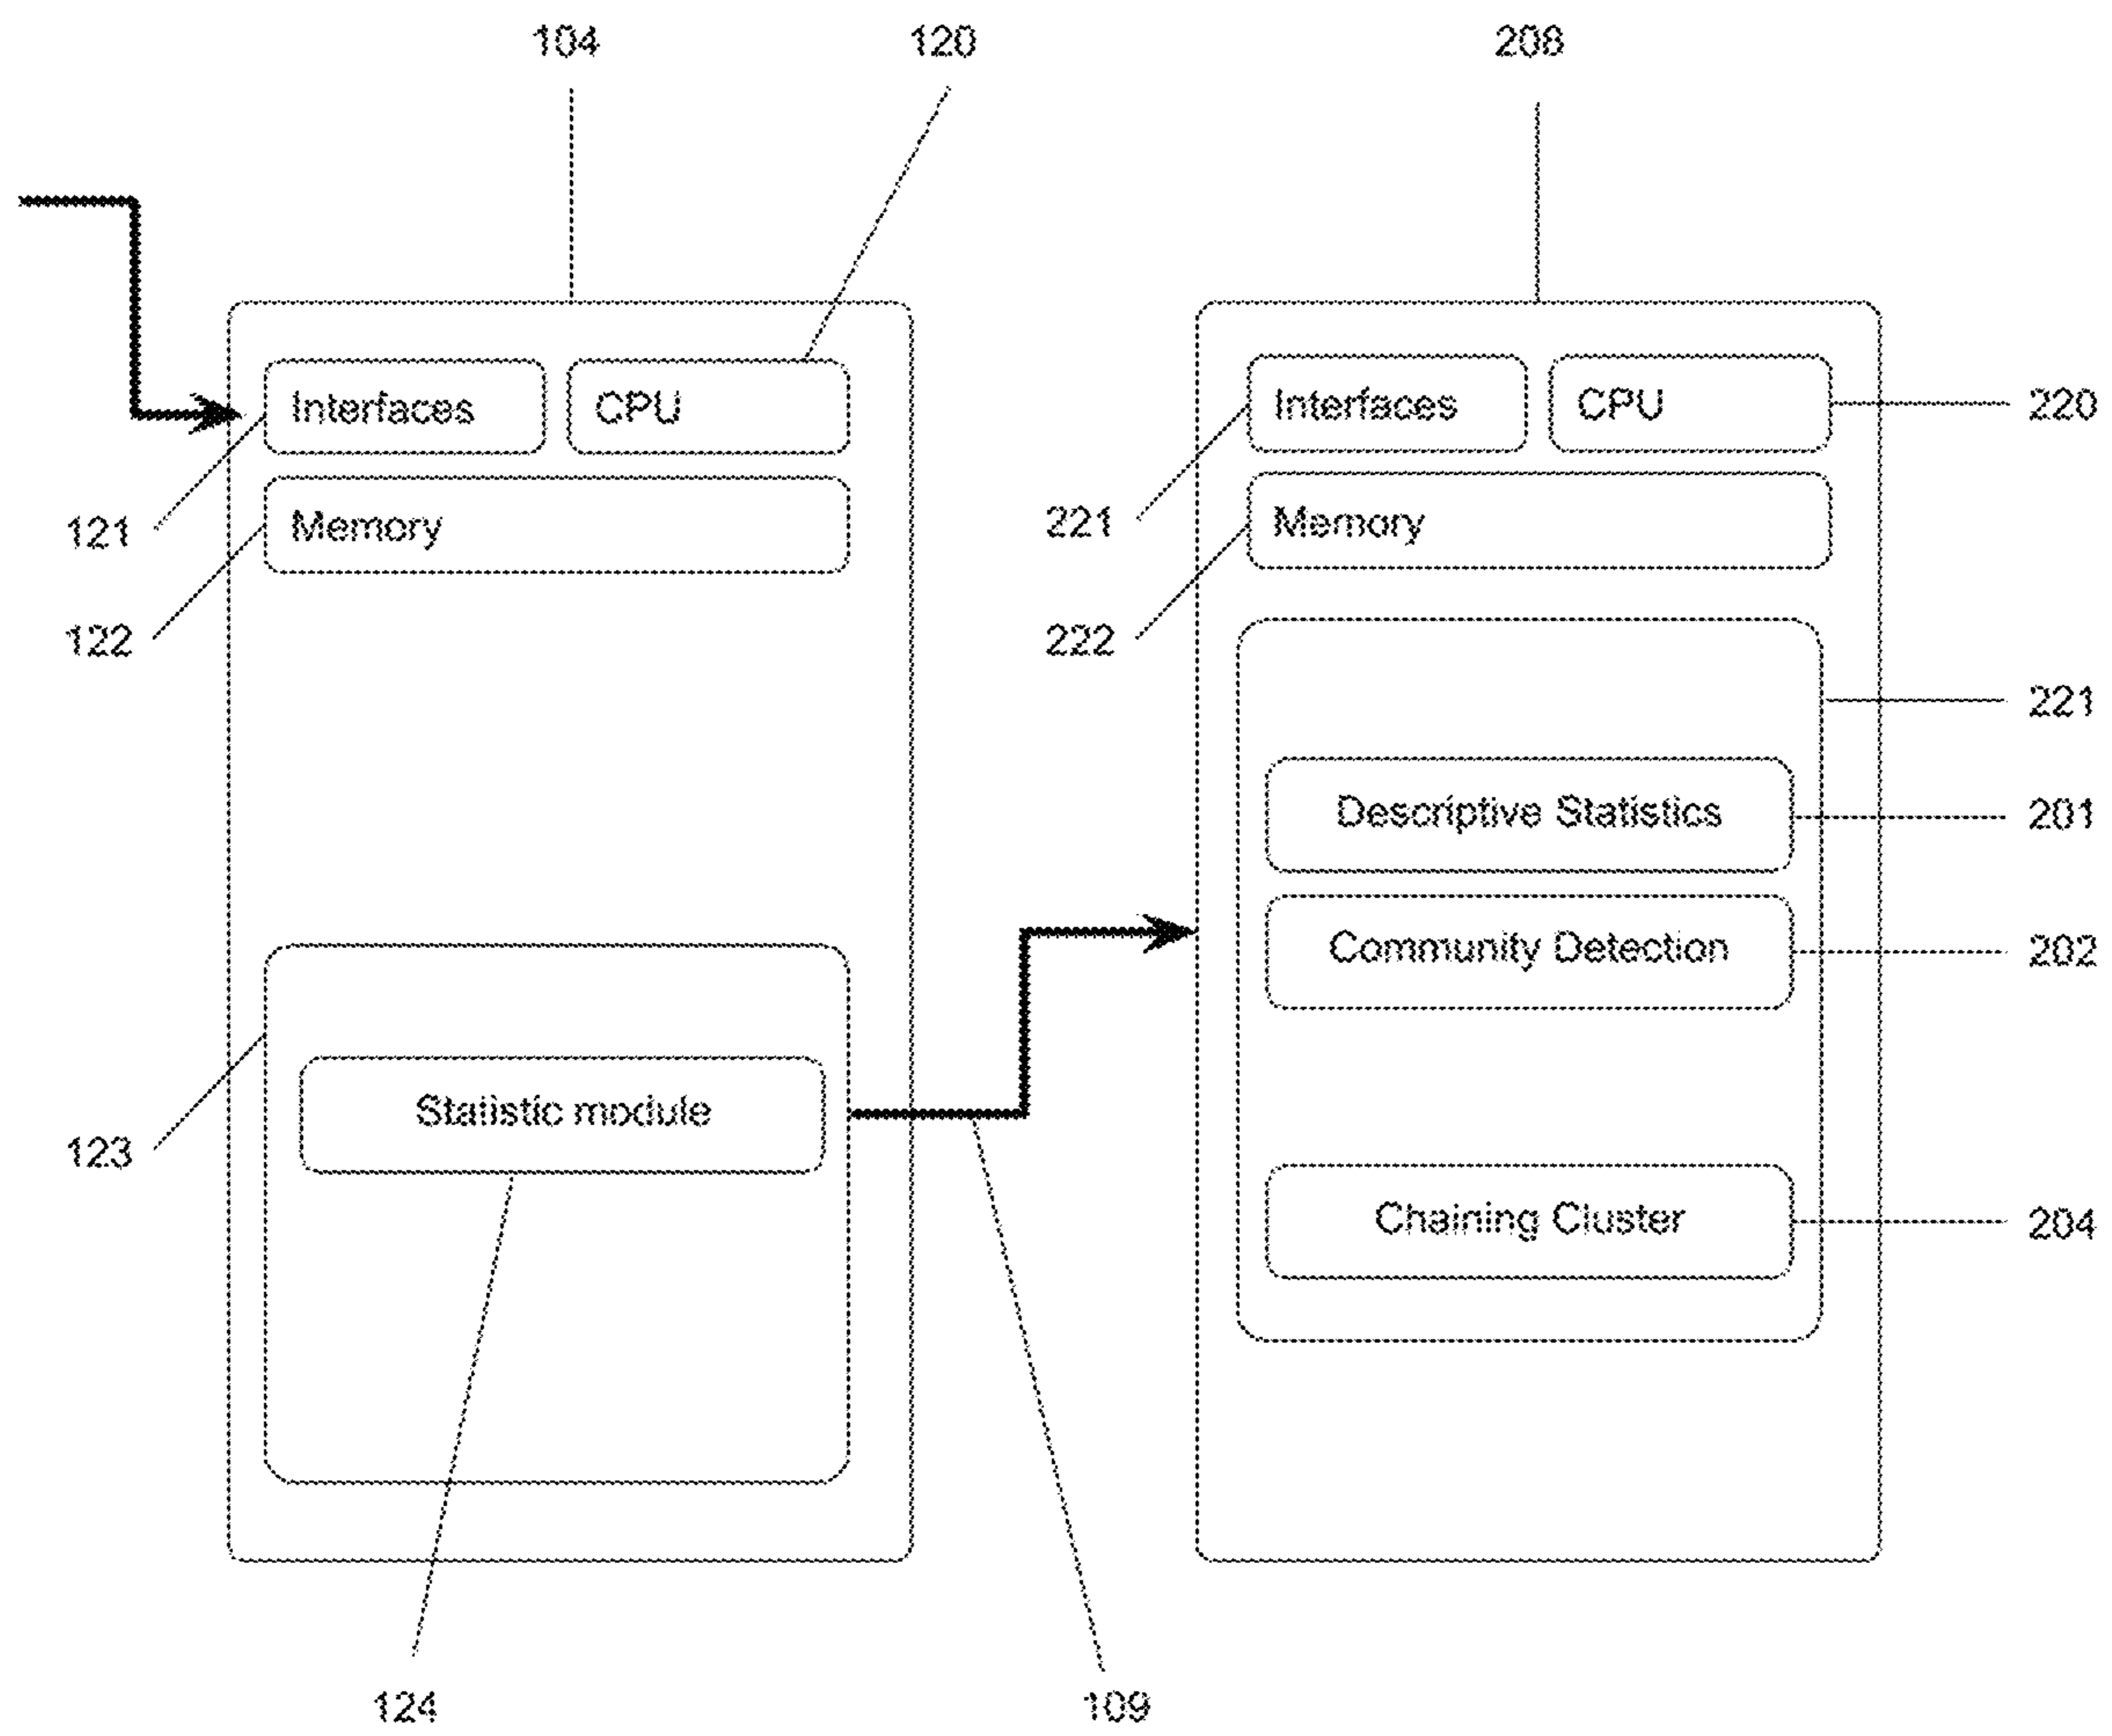 104
120
208
Interfaces
CPU
Interfaces
CPU
220
121
Memory
221
Memory
122
222
221
Descriptive Statistics
201
Community Detection
202
Statistic module
123
Chaining Cluster
204
124
109